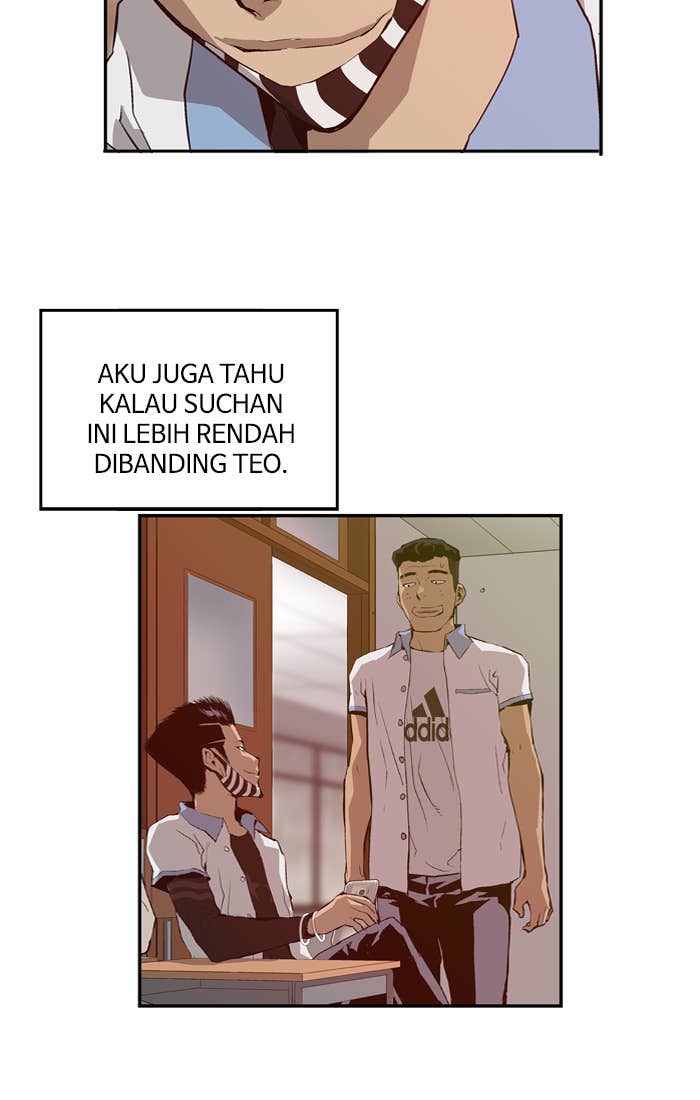 AKU JUGA TAHU
KALAU SUCHAN
INI LEBIH RENDAH
DIBANDING TEO.
ddid